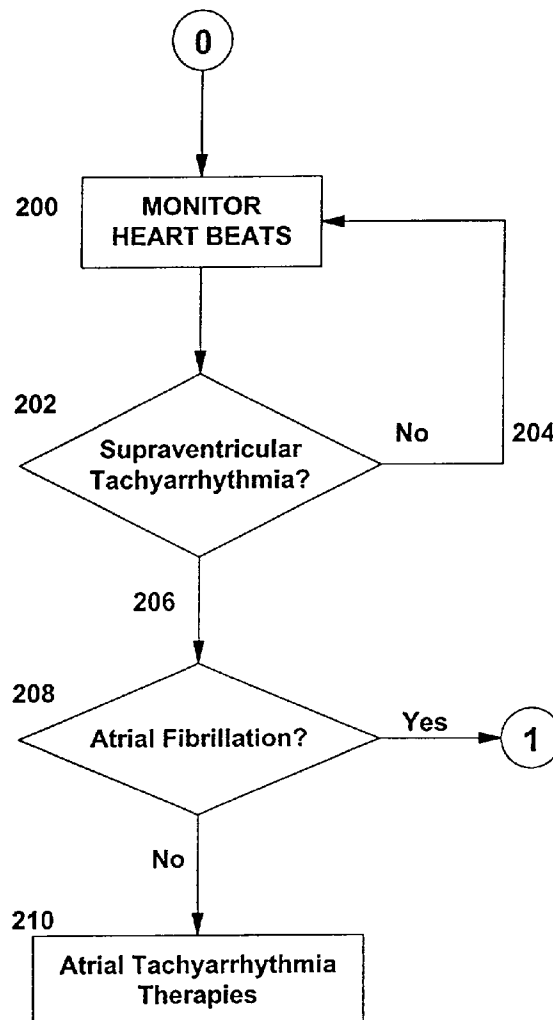 0
200
MONITOR
HEART BEATS
202
Supraventricular
Tachyarrhythmia?
No
204
206
208
Atrial Fibrillation?
Yes
1
No
210
Atrial Tachyarrhythmia
Therapies